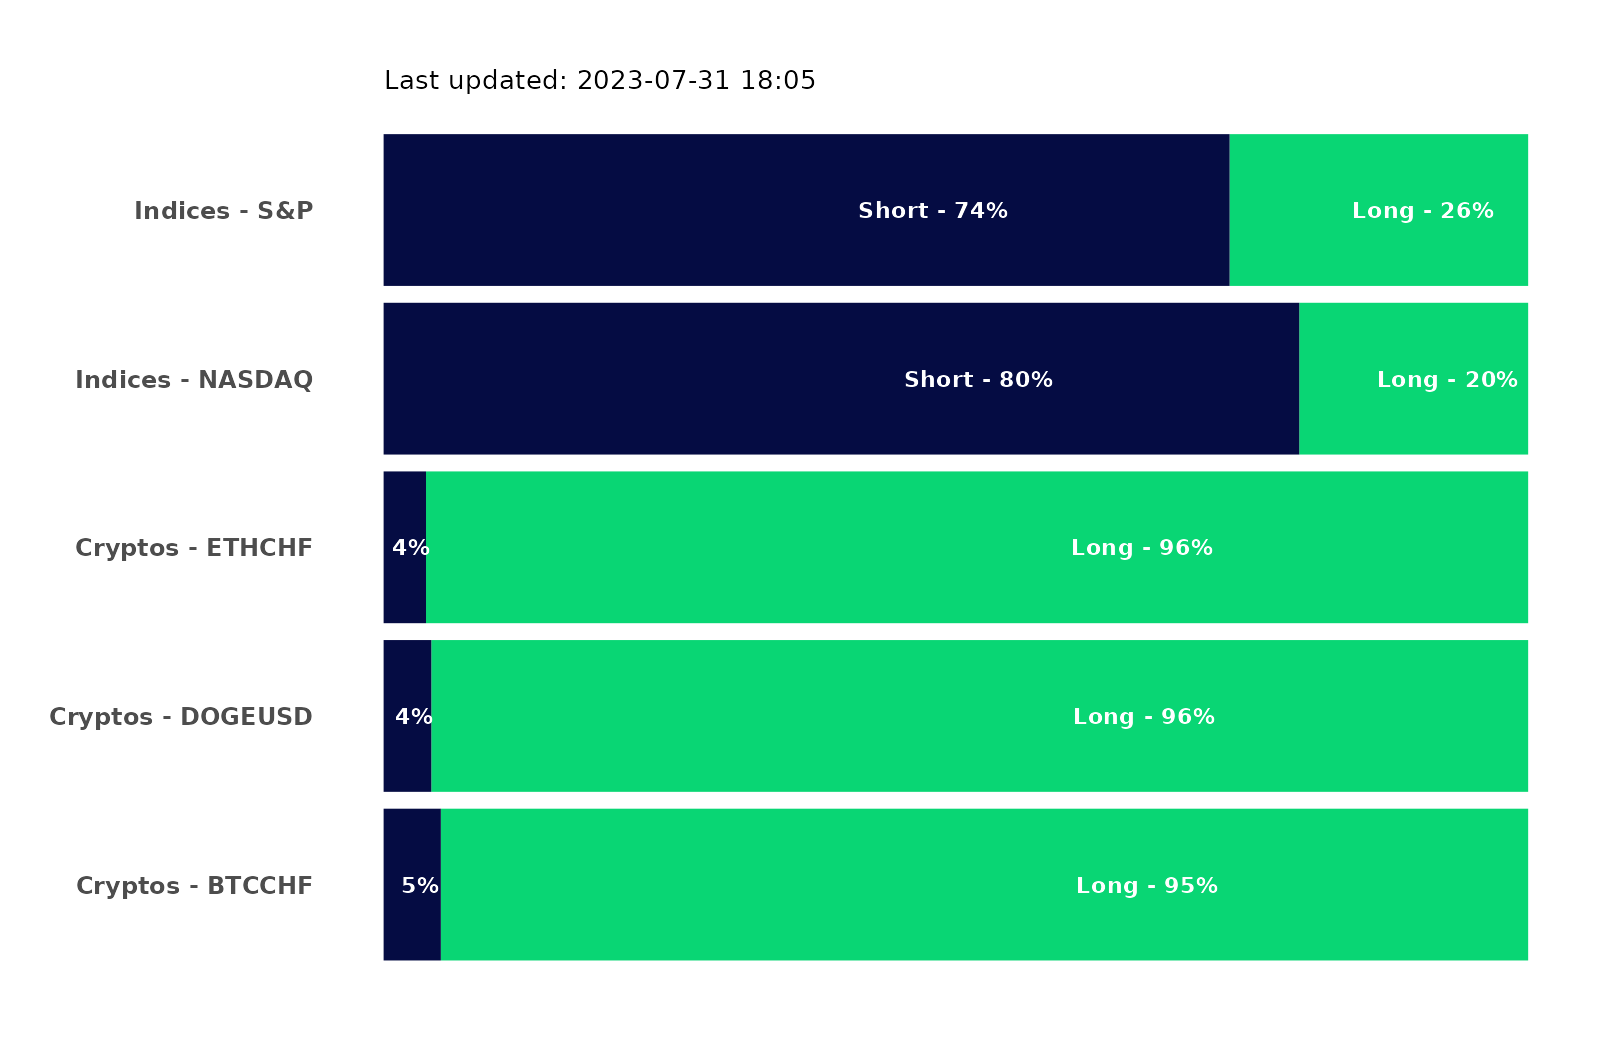 Last updated: 2023-07-31 18:05
Indices - S&P Short - 74% Long - 26%
Indices - NASDAQ Short - 80% Long - 20%
Cryptos - ETHCHF 4% Long - 96%
Cryptos - DOGEUSD 4% Long - 96%
Cryptos - BTCCHF 5% Long - 95%